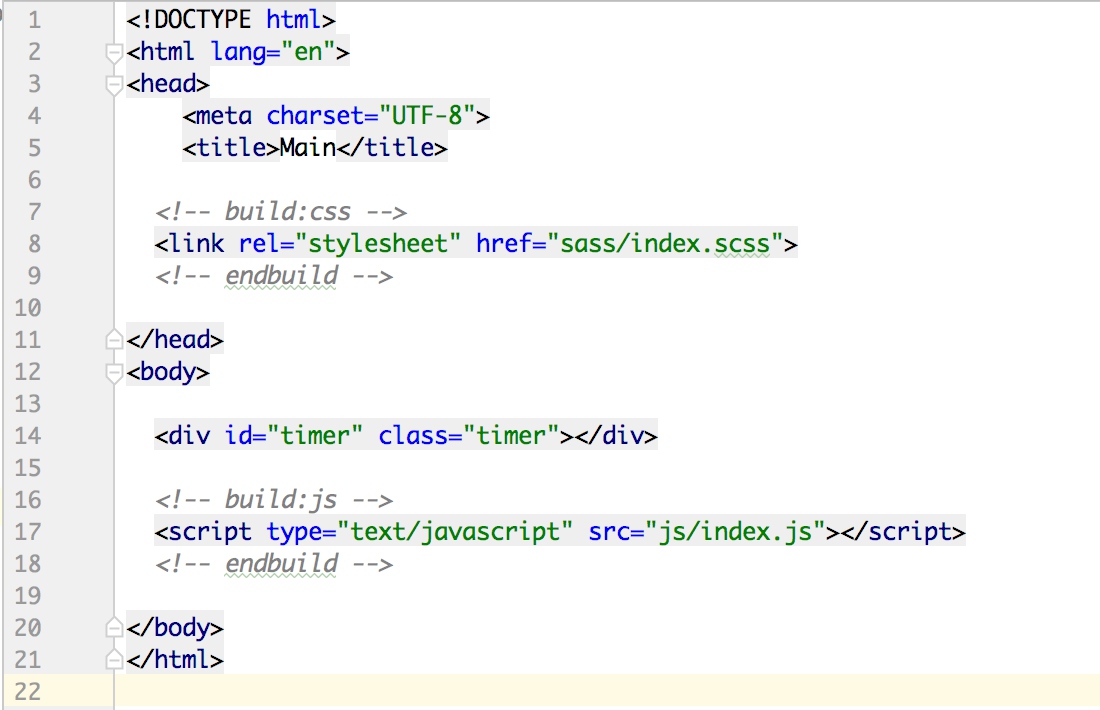 1 <!DOCTYPE html>
2 <html lang="en">
3 <head>
4     <meta charset="UTF-8">
5     <title>Main</title>
6
7   <!-- build:css -->
8   <link rel="stylesheet" href="sass/index.scss">
9   <!-- endbuild -->
10
11 </head>
12 <body>
13
14   <div id="timer" class="timer"></div>
15
16   <!-- build:js -->
17   <script type="text/javascript" src="js/index.js"></script>
18   <!-- endbuild -->
19
20 </body>
21 </html>
22